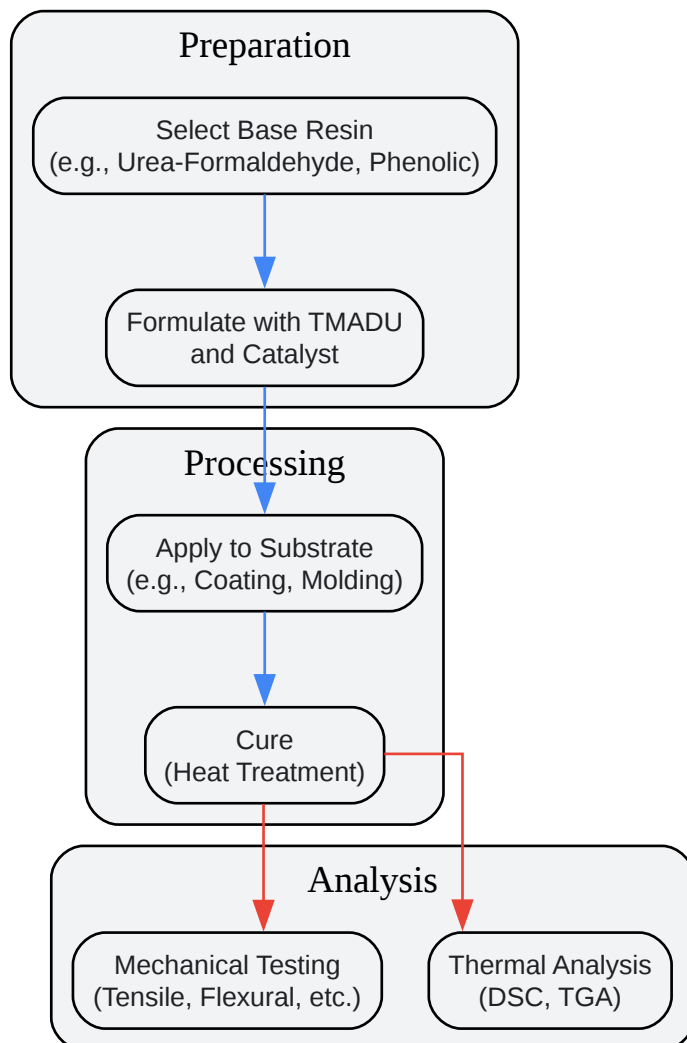 Preparation
Select Base Resin
(e.g., Urea-Formaldehyde, Phenolic)
Formulate with TMADU
and Catalyst
Processing
Apply to Substrate
(e.g., Coating, Molding)
Cure
(Heat Treatment)
Analysis
Mechanical Testing
(Tensile, Flexural, etc.)
Thermal Analysis
(DSC, TGA)